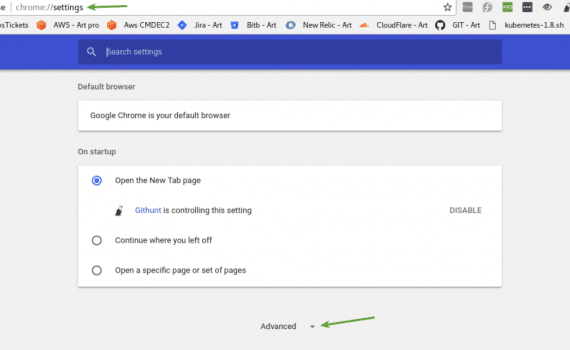 e | chrome://settings
osTickets AWS - Art pro Aws CMDEC2 Jira - Art Bitb - Art New Relic - Art CloudFlare - Art GIT - Art kubernetes-1.8.sh
Search settings
Default browser
Google Chrome is your default browser
On startup
Open the New Tab page
Githunt is controlling this setting DISABLE
Continue where you left off
Open a specific page or set of pages
Advanced